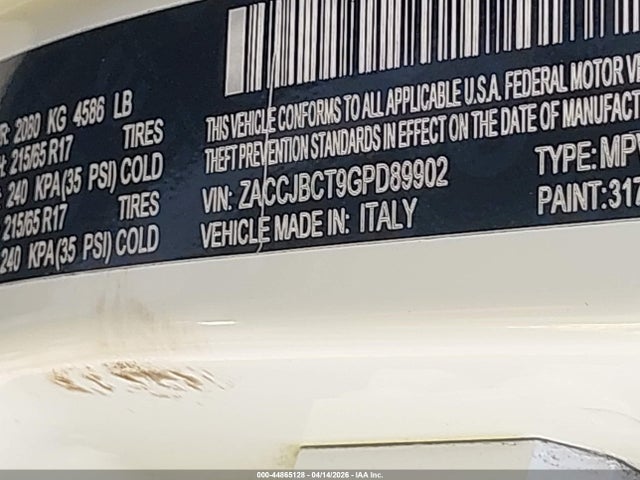 2080 KG 4586 LB
215/65 R17 TIRES
240 KPA(35 PSI) COLD
215/65 R17 TIRES
240 KPA(35 PSI) COLD
THIS VEHICLE CONFORMS TO ALL APPLICABLE U.S.A. FEDERAL MOTOR
THEFT PREVENTION STANDARDS IN EFFECT ON THE DATE OF
VIN: ZACCJBCT9GPD89902
VEHICLE MADE IN: ITALY
TYPE: MPV
PAINT: 317
000-44865128 - 04/14/2026 - IAA Inc.